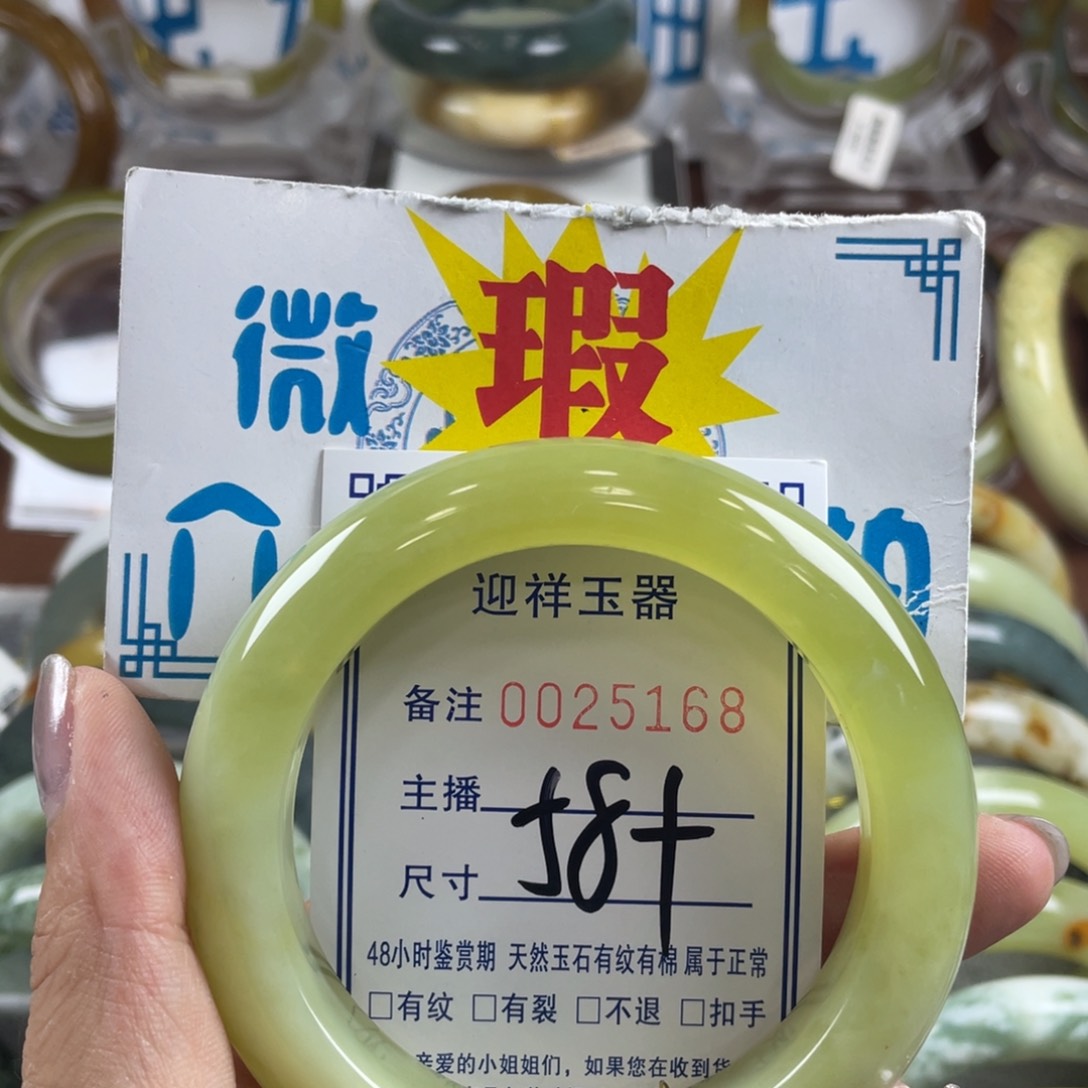 微瑕
迎祥玉器
备注 0025168
主播
尺寸 58+
48小时鉴赏期 天然玉石有纹有棉 属于正常
□有纹 □有裂 □不退 □扣手
亲爱的小姐姐们，如果您在收到货